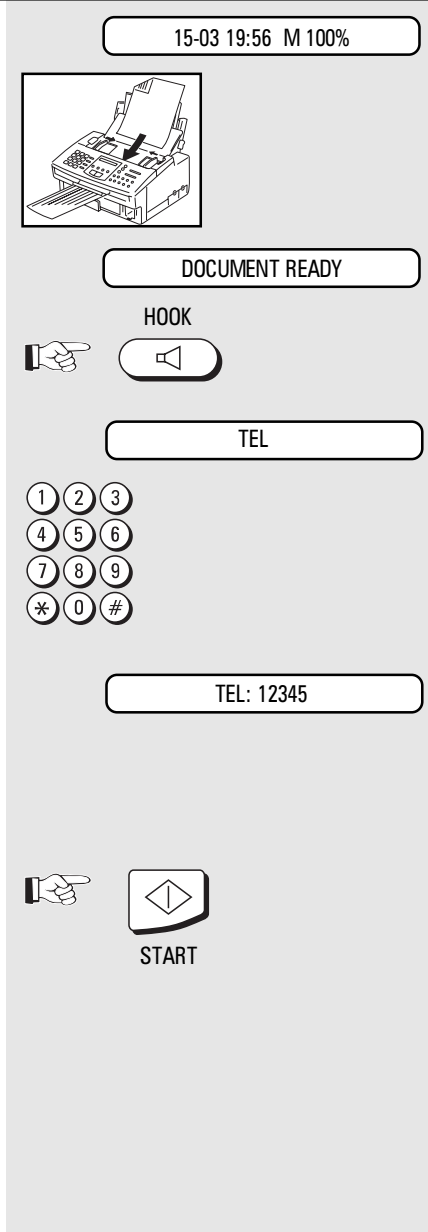 15-03 19:56 M 100%
DOCUMENT READY
HOOK
TEL
1 2 3
4 5 6
7 8 9
* 0 #
TEL: 12345
START